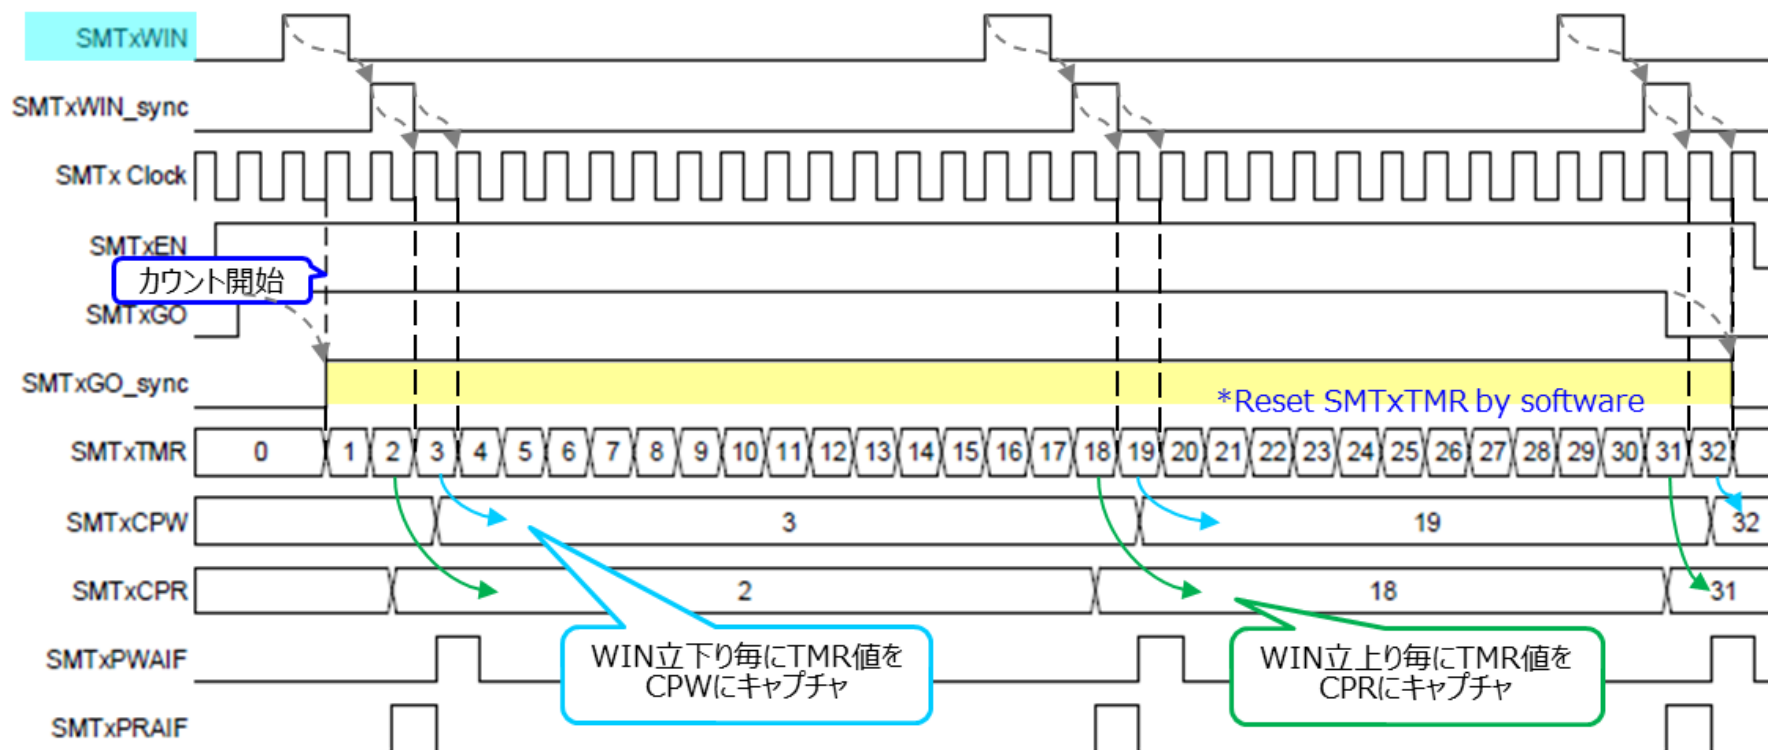 SMTxWIN
SMTxWIN_sync
SMTx Clock
SMTxEN
カウント開始
SMTxGO
SMTxGO_sync
*Reset SMTxTMR by software
SMTxTMR 0 1 2 3 4 5 6 7 8 9 10 11 12 13 14 15 16 17 18 19 20 21 22 23 24 25 26 27 28 29 30 31 32
SMTxCPW 3 19 32
SMTxCPR 2 18 31
SMTxPWAIF
WIN立下り毎にTMR値を
CPWにキャプチャ
WIN立上り毎にTMR値を
CPRにキャプチャ
SMTxPRAIF